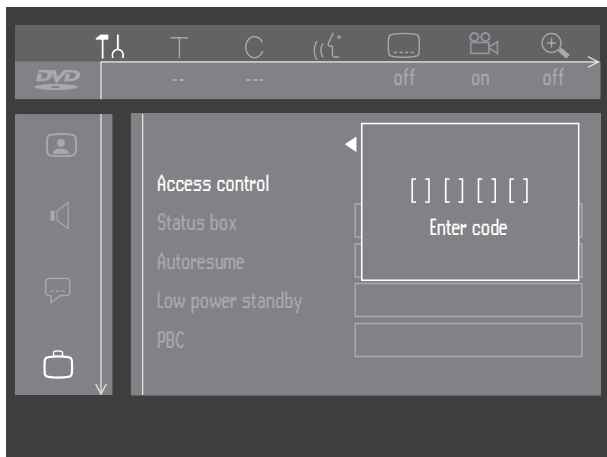 T C
DVD -- --- off on off
Access control
[ ] [ ] [ ] [ ]
Enter code
Status box
Autoresume
Low power standby
PBC